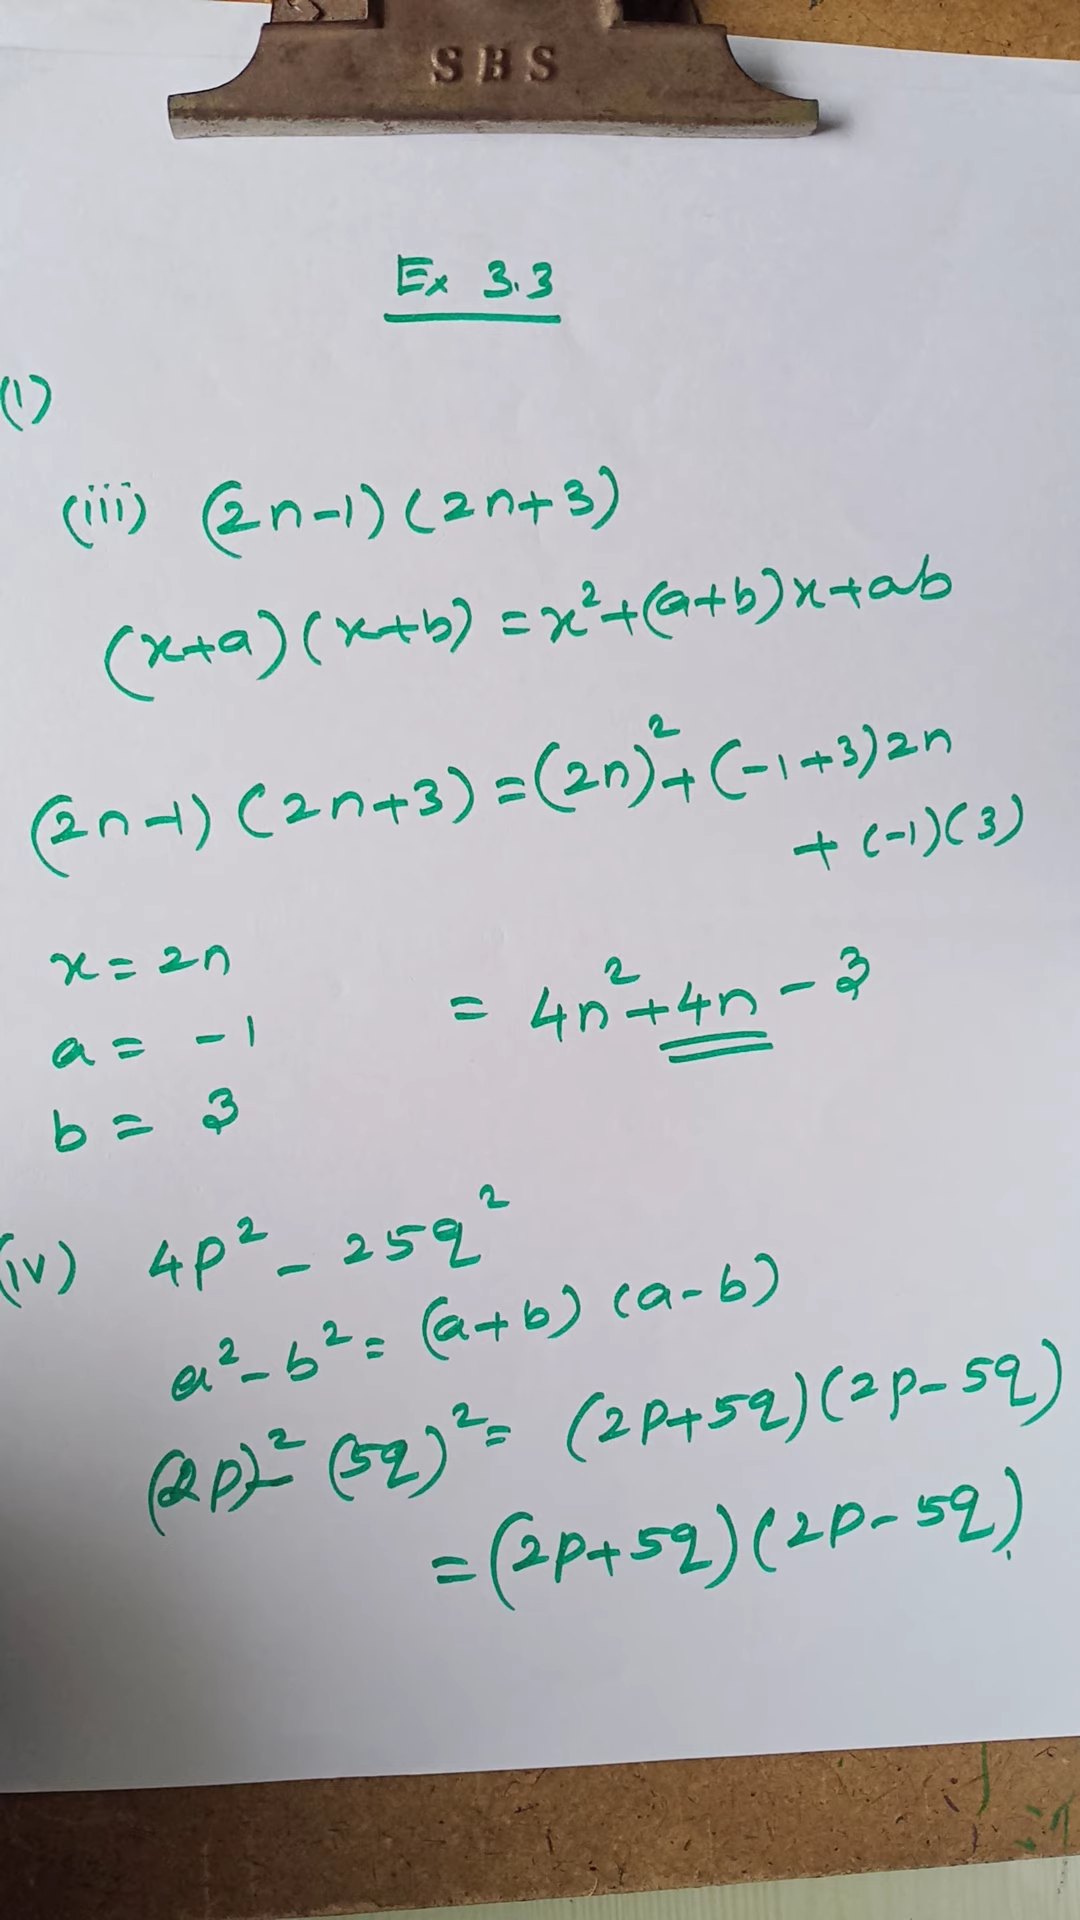 SBS
Ex 3.3
(1)
(iii) (2n-1)(2n+3)
(x+a)(x+b) = x²+(a+b)x+ab
(2n-1)(2n+3) = (2n)²+(-1+3)2n
+(-1)(3)
x = 2n
= 4n²+4n-3
a = -1
b = 3
(iv) 4p² - 25q²
a²-b² = (a+b)(a-b)
(2p)²-(5q)² = (2p+5q)(2p-5q)
= (2p+5q)(2p-5q).